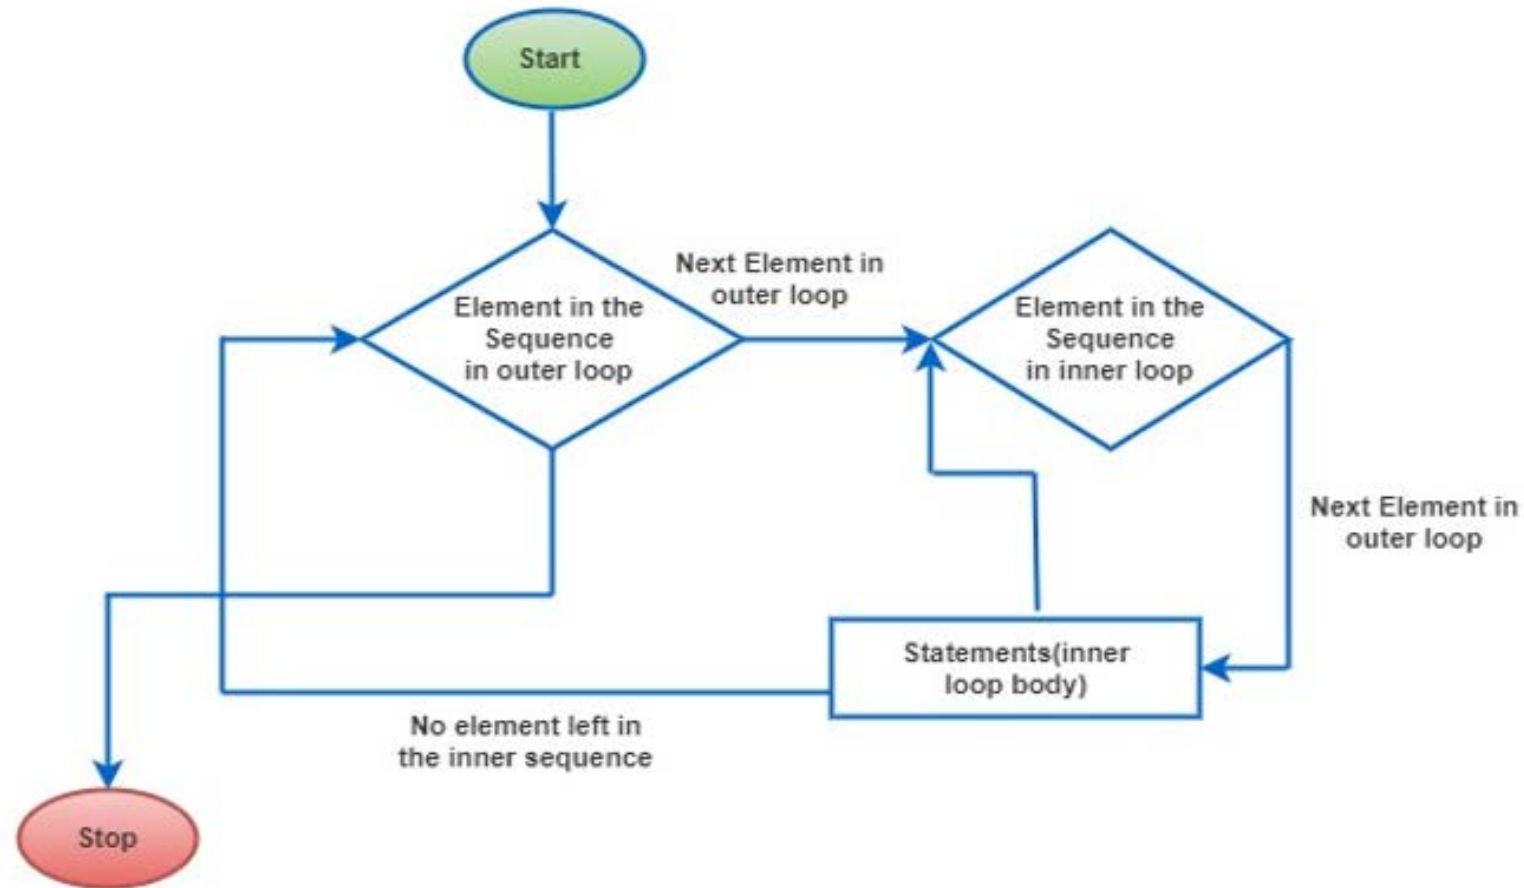 Start
Next Element in
outer loop
Element in the
Sequence
in outer loop
Element in the
Sequence
in inner loop
Next Element in
outer loop
Statements(inner
loop body)
No element left in
the inner sequence
Stop